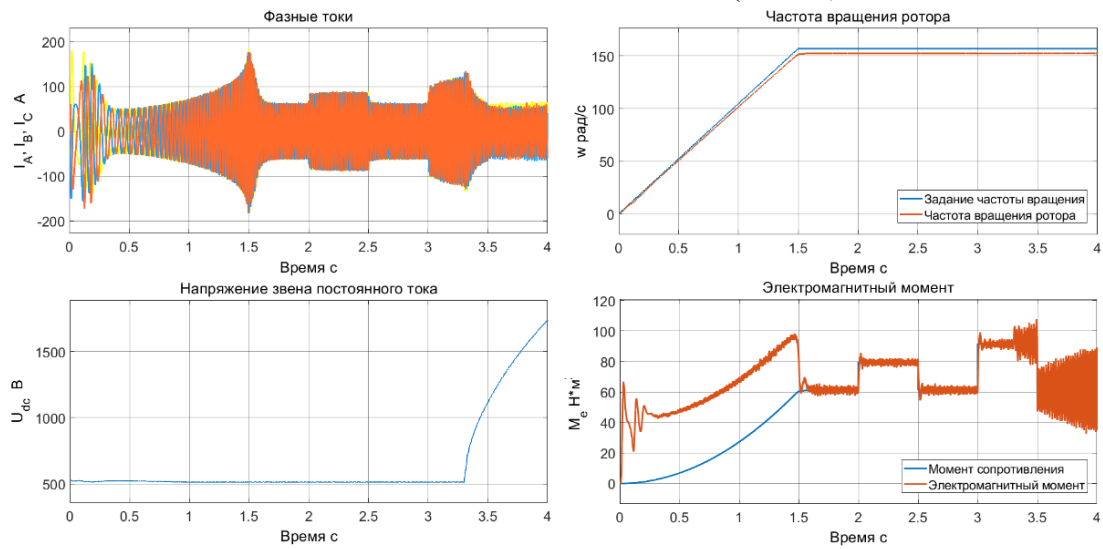 Фазные токи
200
100
0
-100
-200
I_A, I_B, I_C A
0 0.5 1 1.5 2 2.5 3 3.5 4
Время с
Частота вращения ротора
150
100
50
0
w рад/с
Задание частоты вращения
Частота вращения ротора
0 0.5 1 1.5 2 2.5 3 3.5 4
Время с
Напряжение звена постоянного тока
1500
1000
500
U_dc В
0 0.5 1 1.5 2 2.5 3 3.5 4
Время с
Электромагнитный момент
120
100
80
60
40
20
0
M_e Н*м
Момент сопротивления
Электромагнитный момент
0 0.5 1 1.5 2 2.5 3 3.5 4
Время с